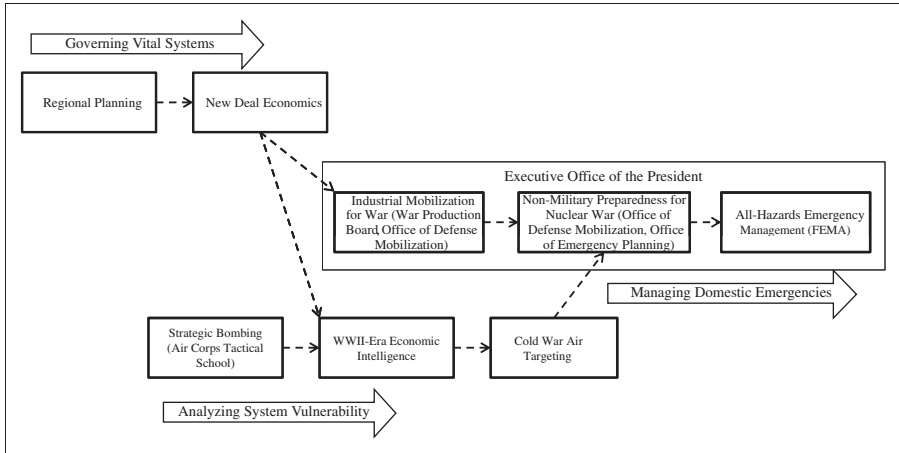 Governing Vital Systems
Regional Planning
New Deal Economics
Executive Office of the President
Industrial Mobilization
for War (War Production
Board, Office of Defense
Mobilization)
Non-Military Preparedness for
Nuclear War (Office of
Defense Mobilization, Office
of Emergency Planning)
All-Hazards Emergency
Management (FEMA)
Managing Domestic Emergencies
Strategic Bombing
(Air Corps Tactical
School)
WWII-Era Economic
Intelligence
Cold War Air
Targeting
Analyzing System Vulnerability